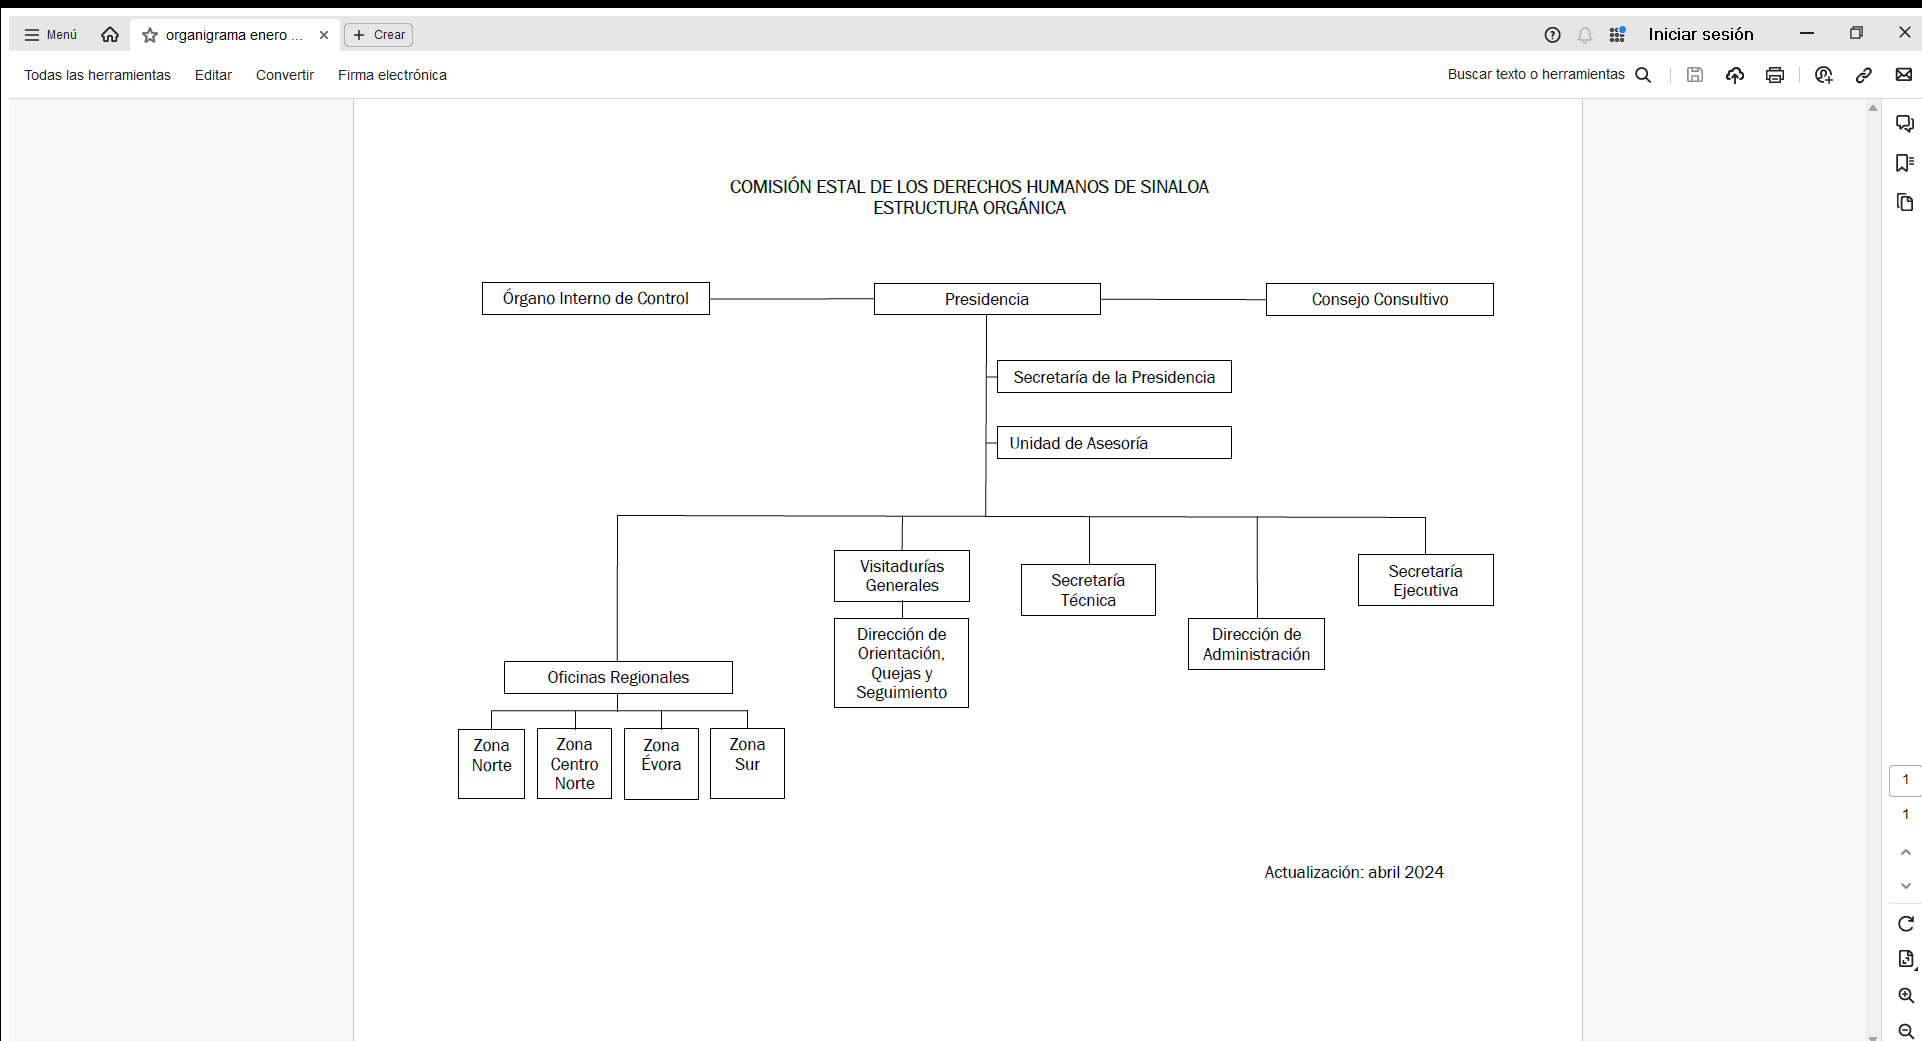 Menú
organigrama enero ...
Crear
Iniciar sesión
Todas las herramientas
Editar
Convertir
Firma electrónica
Buscar texto o herramientas
COMISIÓN ESTAL DE LOS DERECHOS HUMANOS DE SINALOA
ESTRUCTURA ORGÁNICA
Órgano Interno de Control
Presidencia
Consejo Consultivo
Secretaría de la Presidencia
Unidad de Asesoría
Visitadurías
Generales
Secretaría
Técnica
Secretaría
Ejecutiva
Dirección de
Orientación,
Quejas y
Seguimiento
Dirección de
Administración
Oficinas Regionales
Zona
Norte
Zona
Centro
Norte
Zona
Évora
Zona
Sur
Actualización: abril 2024
1
1